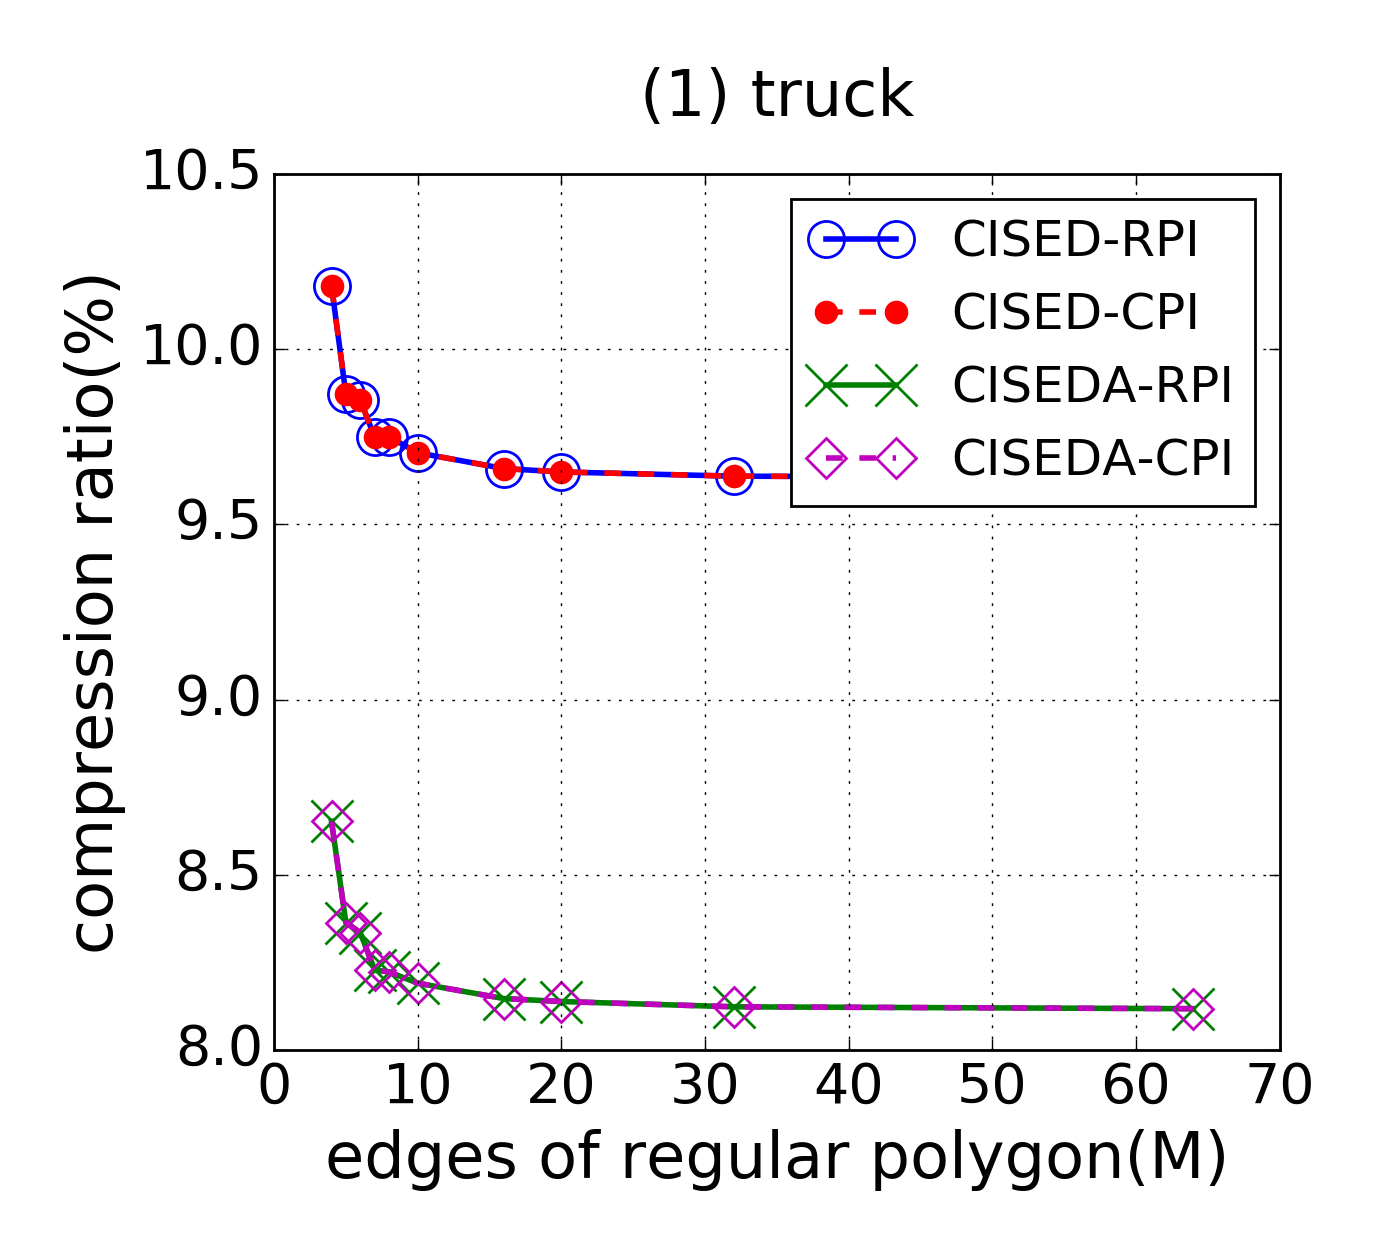 (1) truck
10.5
10.0
9.5
9.0
8.5
8.0
compression ratio(%)
CISED-RPI
CISED-CPI
CISEDA-RPI
CISEDA-CPI
0 10 20 30 40 50 60 70
edges of regular polygon(M)